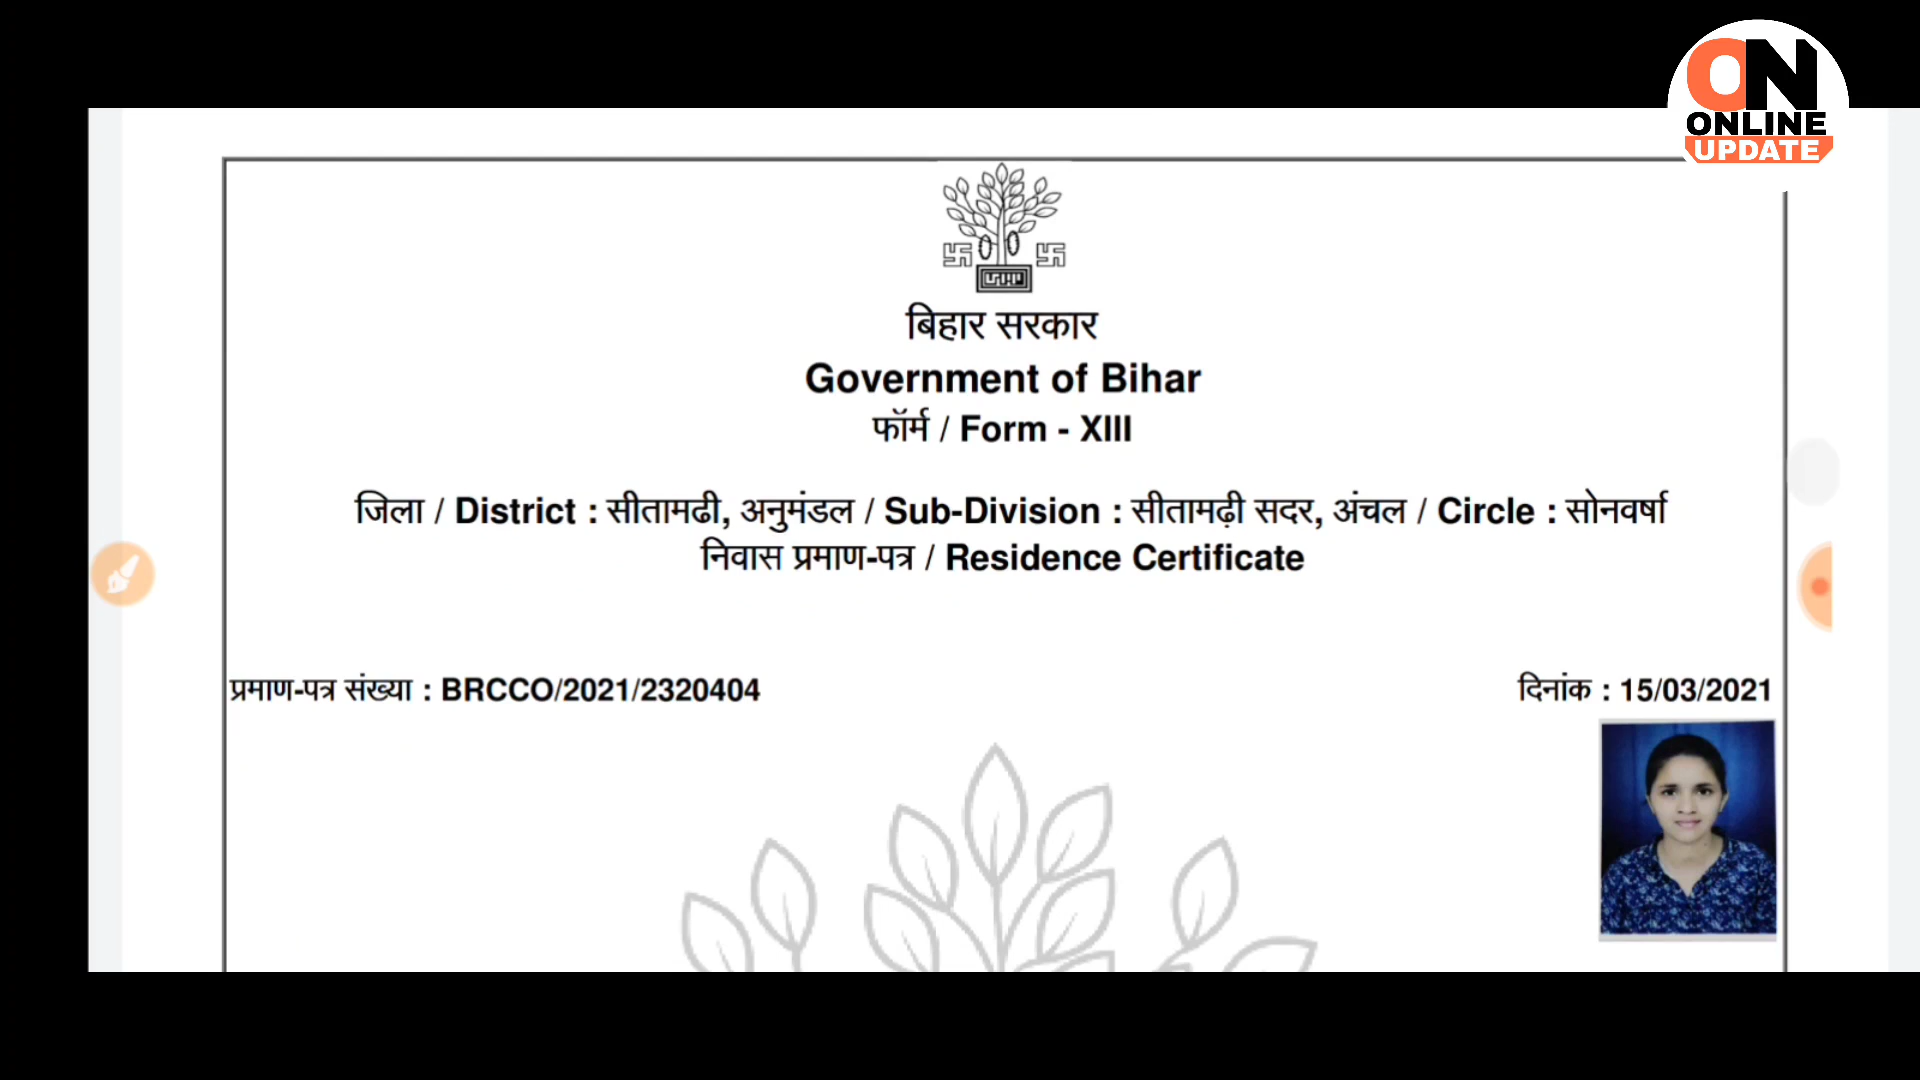 ON
ONLINE
UPDATE
बिहार सरकार
Government of Bihar
फॉर्म / Form - XIII
जिला / District : सीतामढी, अनुमंडल / Sub-Division : सीतामढ़ी सदर, अंचल / Circle : सोनवर्षा
निवास प्रमाण-पत्र / Residence Certificate
प्रमाण-पत्र संख्या : BRCCO/2021/2320404
दिनांक : 15/03/2021